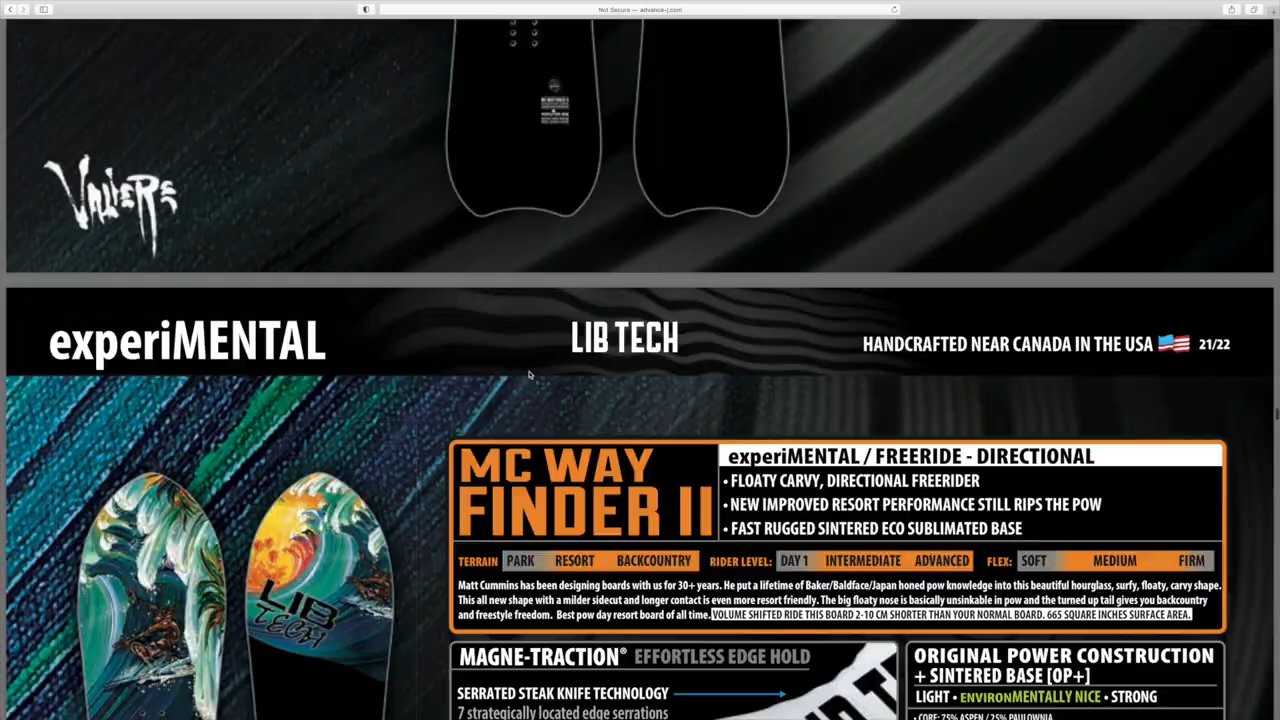 Not Secure — advance-j.com
VALIERE
experiMENTAL
LIB TECH
HANDCRAFTED NEAR CANADA IN THE USA 21/22
LIB
TECH
MC WAY
FINDER II
experiMENTAL / FREERIDE - DIRECTIONAL
• FLOATY CARVY, DIRECTIONAL FREERIDER
• NEW IMPROVED RESORT PERFORMANCE STILL RIPS THE POW
• FAST RUGGED SINTERED ECO SUBLIMATED BASE
TERRAIN PARK RESORT BACKCOUNTRY RIDER LEVEL: DAY 1 INTERMEDIATE ADVANCED FLEX: SOFT MEDIUM FIRM
Matt Cummins has been designing boards with us for 30+ years. He put a lifetime of Baker/Baldface/Japan honed pow knowledge into this beautiful hourglass, surfy, floaty, carvy shape.
This all new shape with a milder sidecut and longer contact is even more resort friendly. The big floaty nose is basically unsinkable in pow and the turned up tail gives you backcountry
and freestyle freedom. Best pow day resort board of all time. VOLUME SHIFTED RIDE THIS BOARD 2-10 CM SHORTER THAN YOUR NORMAL BOARD. 665 SQUARE INCHES SURFACE AREA.
MAGNE-TRACTION® EFFORTLESS EDGE HOLD
SERRATED STEAK KNIFE TECHNOLOGY
7 strategically located edge serrations
ORIGINAL POWER CONSTRUCTION
+ SINTERED BASE [OP+]
LIGHT • ENVIRONMENTALLY NICE • STRONG
• CORE: 75% ASPEN / 25% PAULOWNIA